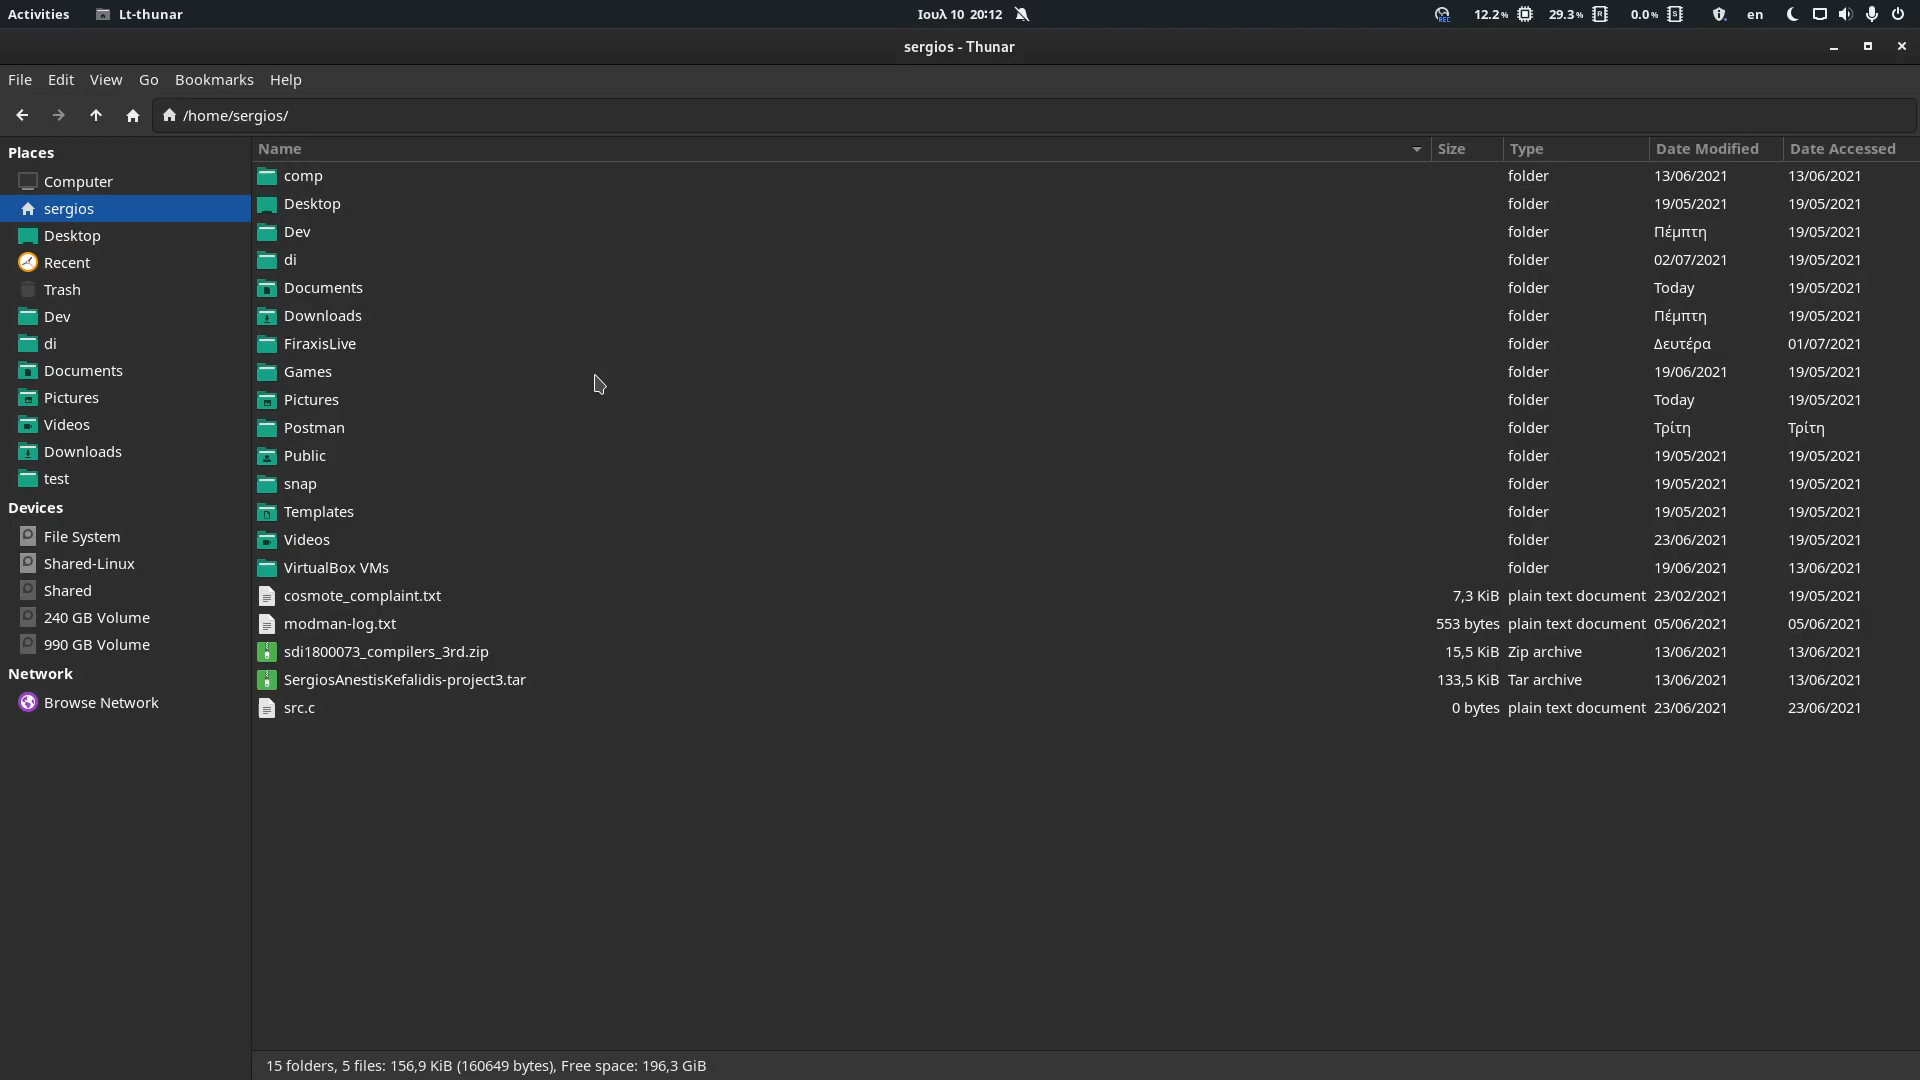 Activities Lt-thunar Ιουλ 10 20:12 REC 12.2% 29.3% 0.0% en
sergios - Thunar
File Edit View Go Bookmarks Help
/home/sergios/
Places
Computer
sergios
Desktop
Recent
Trash
Dev
di
Documents
Pictures
Videos
Downloads
test
Devices
File System
Shared-Linux
Shared
240 GB Volume
990 GB Volume
Network
Browse Network
Name Size Type Date Modified Date Accessed
comp folder 13/06/2021 13/06/2021
Desktop folder 19/05/2021 19/05/2021
Dev folder Πέμπτη 19/05/2021
di folder 02/07/2021 19/05/2021
Documents folder Today 19/05/2021
Downloads folder Πέμπτη 19/05/2021
FiraxisLive folder Δευτέρα 01/07/2021
Games folder 19/06/2021 19/05/2021
Pictures folder Today 19/05/2021
Postman folder Τρίτη Τρίτη
Public folder 19/05/2021 19/05/2021
snap folder 19/05/2021 19/05/2021
Templates folder 19/05/2021 19/05/2021
Videos folder 23/06/2021 19/05/2021
VirtualBox VMs folder 19/06/2021 13/06/2021
cosmote_complaint.txt 7,3 KiB plain text document 23/02/2021 19/05/2021
modman-log.txt 553 bytes plain text document 05/06/2021 05/06/2021
sdi1800073_compilers_3rd.zip 15,5 KiB Zip archive 13/06/2021 13/06/2021
SergiosAnestisKefalidis-project3.tar 133,5 KiB Tar archive 13/06/2021 13/06/2021
src.c 0 bytes plain text document 23/06/2021 23/06/2021
15 folders, 5 files: 156,9 KiB (160649 bytes), Free space: 196,3 GiB